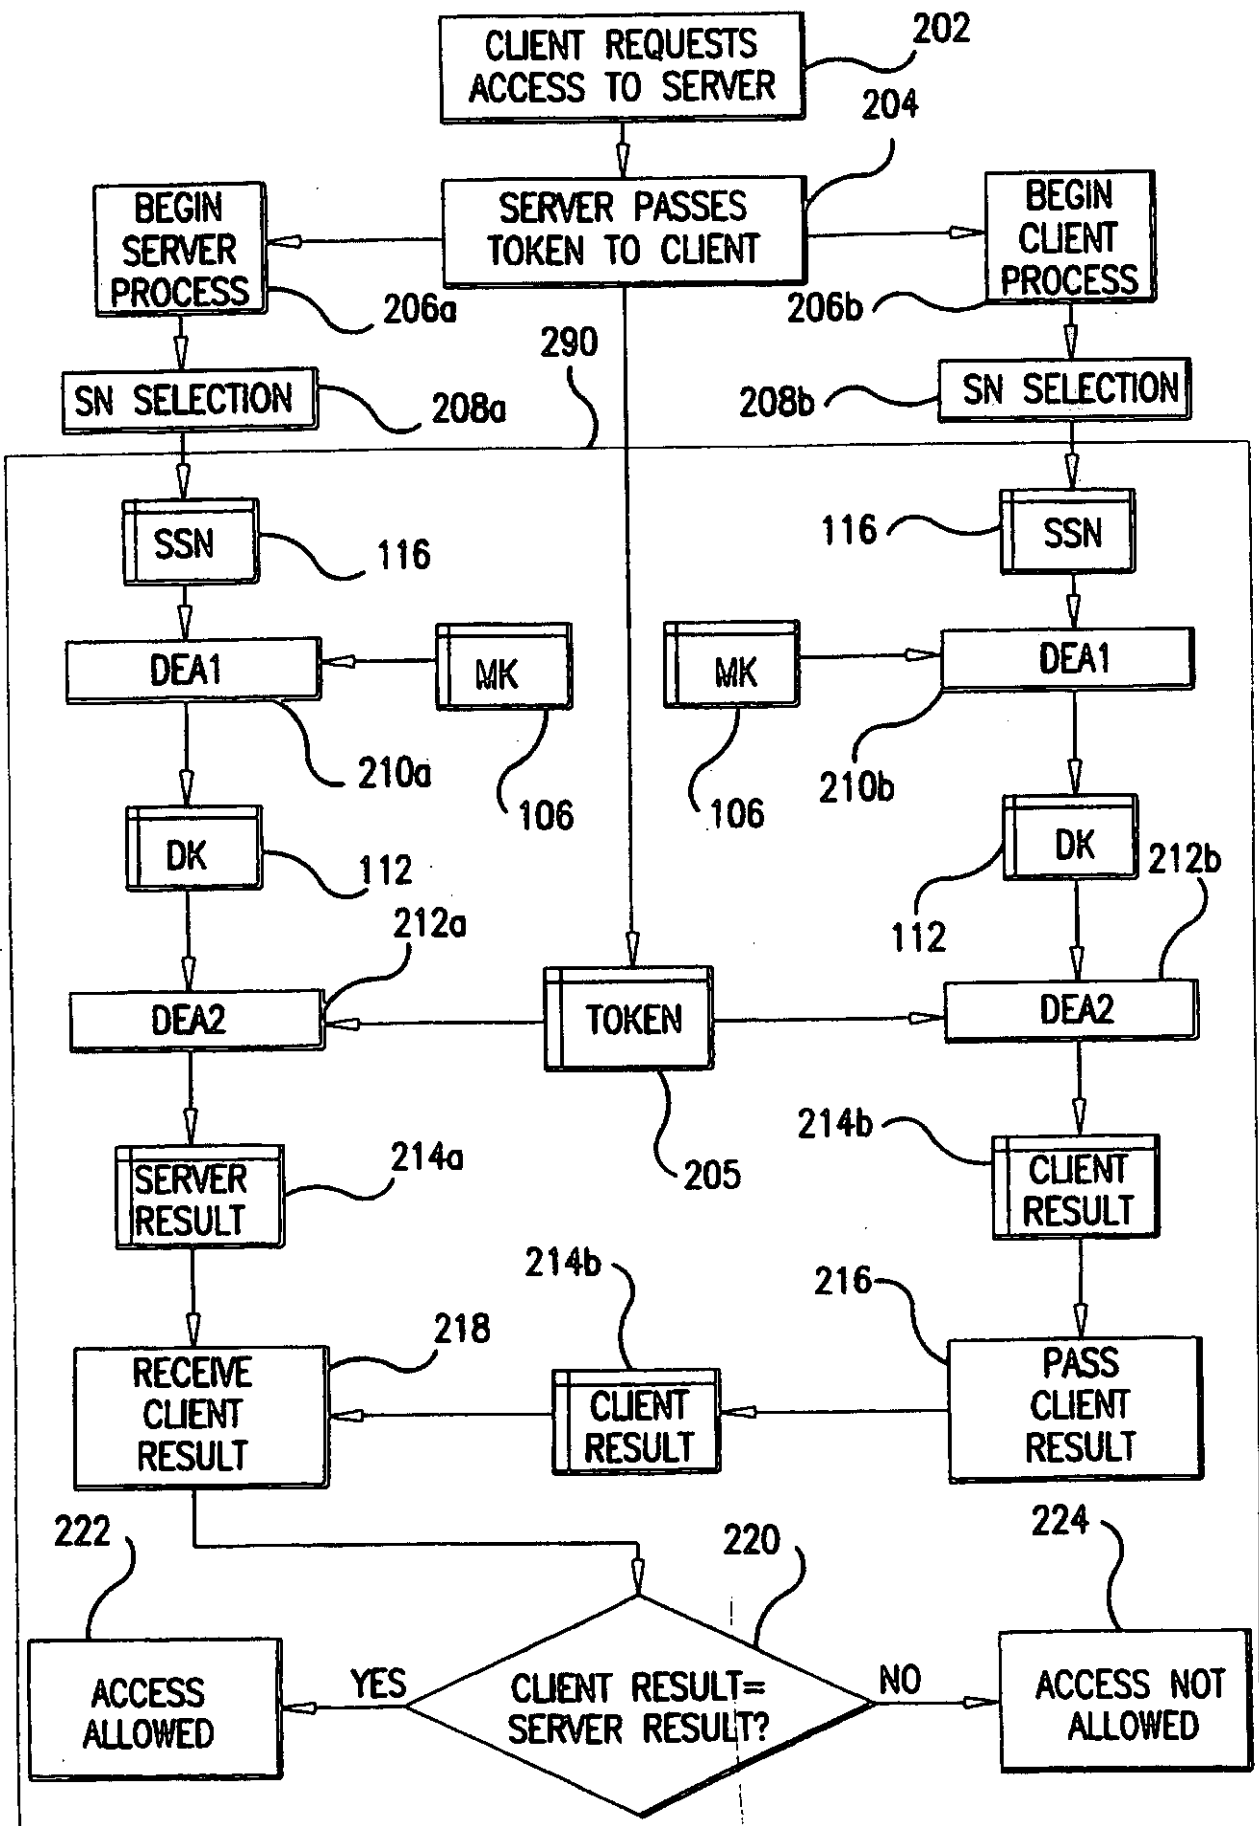 CLIENT REQUESTS
ACCESS TO SERVER
202
204
BEGIN
SERVER
PROCESS
SERVER PASSES
TOKEN TO CLIENT
BEGIN
CLIENT
PROCESS
206a
206b
290
SN SELECTION
208a
208b
SN SELECTION
SSN
116
116
SSN
DEA1
MK
MK
DEA1
210a
106
106
210b
DK
112
112
DK
212b
212a
DEA2
TOKEN
DEA2
205
214b
SERVER
RESULT
214a
CLIENT
RESULT
214b
216
218
RECEIVE
CLIENT
RESULT
CLIENT
RESULT
PASS
CLIENT
RESULT
222
220
224
ACCESS
ALLOWED
YES
CLIENT RESULT=
SERVER RESULT?
NO
ACCESS NOT
ALLOWED